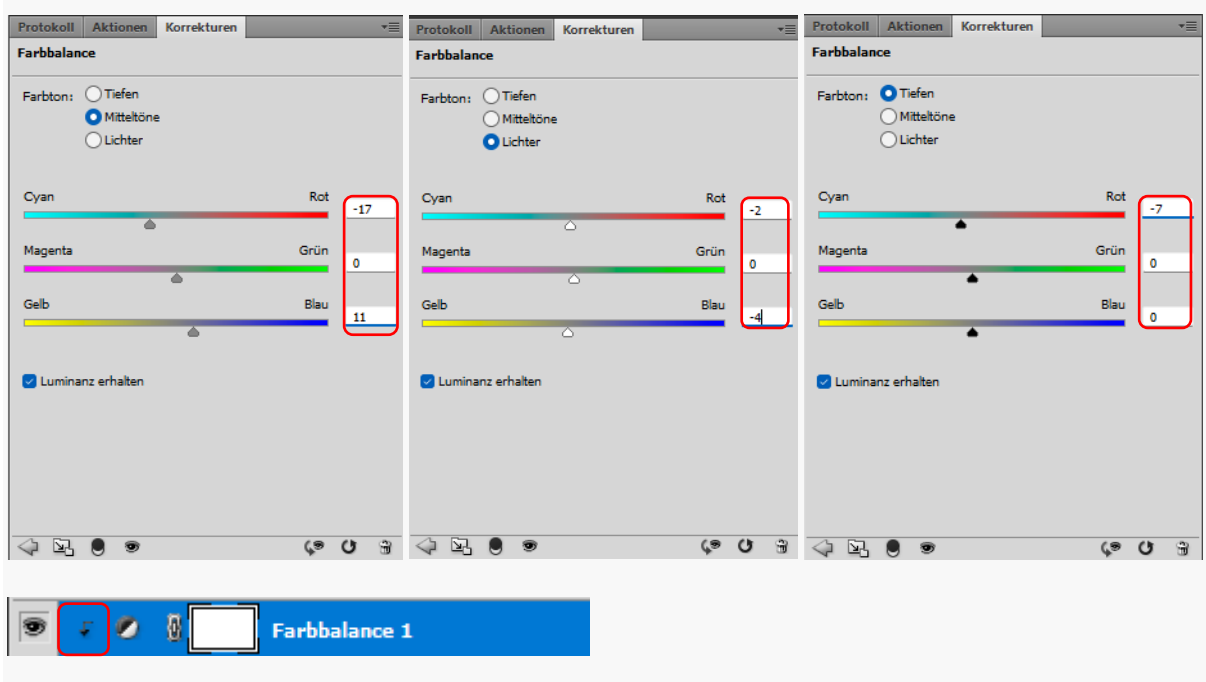 Protokoll Aktionen Korrekturen
Farbbalance
Farbton: Tiefen
Mitteltöne
Lichter
Cyan Rot -17
Magenta Grün 0
Gelb Blau 11
Luminanz erhalten
Protokoll Aktionen Korrekturen
Farbbalance
Farbton: Tiefen
Mitteltöne
Lichter
Cyan Rot -2
Magenta Grün 0
Gelb Blau -4
Luminanz erhalten
Protokoll Aktionen Korrekturen
Farbbalance
Farbton: Tiefen
Mitteltöne
Lichter
Cyan Rot -7
Magenta Grün 0
Gelb Blau 0
Luminanz erhalten
Farbbalance 1